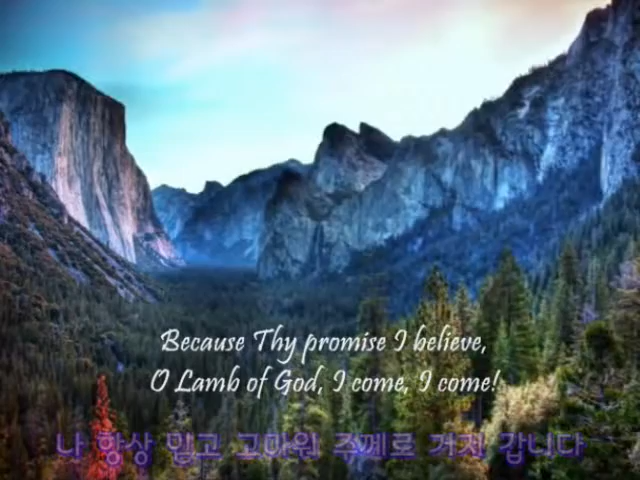 Because Thy promise I believe,
O Lamb of God, I come, I come!
나 항상 믿고 고마워 주께로 거저 갑니다